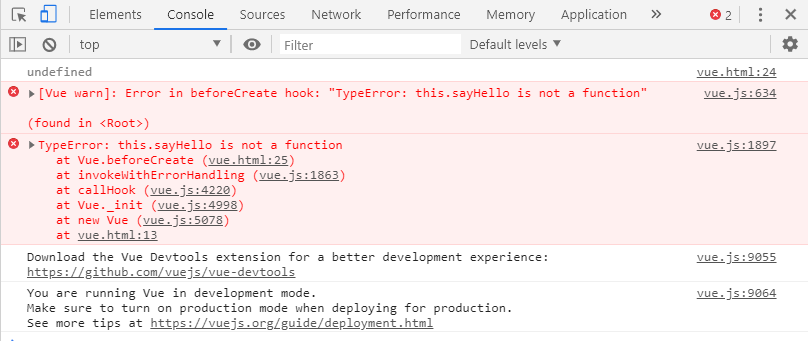 Elements Console Sources Network Performance Memory Application » 2
top Filter Default levels
undefined vue.html:24
[Vue warn]: Error in beforeCreate hook: "TypeError: this.sayHello is not a function" vue.js:634
(found in <Root>)
TypeError: this.sayHello is not a function vue.js:1897
at Vue.beforeCreate (vue.html:25)
at invokeWithErrorHandling (vue.js:1863)
at callHook (vue.js:4220)
at Vue._init (vue.js:4998)
at new Vue (vue.js:5078)
at vue.html:13
Download the Vue Devtools extension for a better development experience: vue.js:9055
https://github.com/vuejs/vue-devtools
You are running Vue in development mode. vue.js:9064
Make sure to turn on production mode when deploying for production.
See more tips at https://vuejs.org/guide/deployment.html